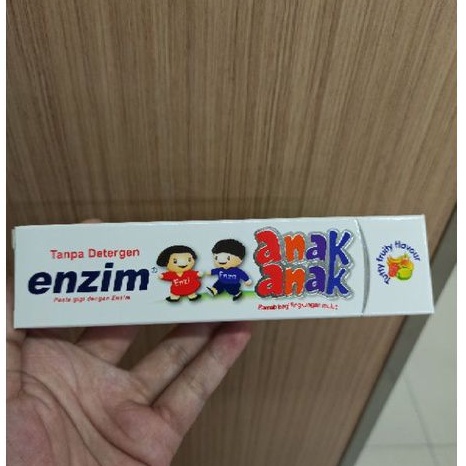 Tanpa Detergen
enzim®
Pasta gigi dengan Enzim
Enzi
Enzo
anak
anak
tutty fruity flavour